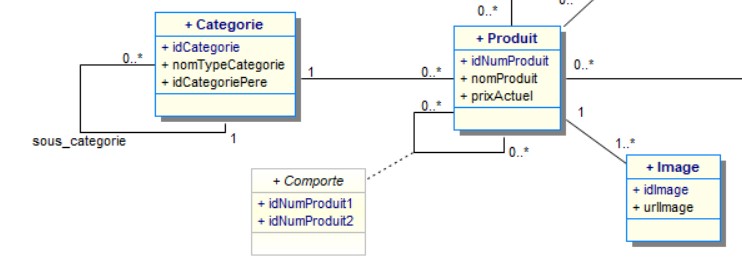 0..*
0..*
+ Categorie
+ idCategorie
+ nomTypeCategorie
+ idCategoriePere
0..*
1
sous_categorie
1
0..*
+ Produit
+ idNumProduit
+ nomProduit
+ prixActuel
0..*
0..*
0..*
1
1..*
+ Comporte
+ idNumProduit1
+ idNumProduit2
+ Image
+ idImage
+ urlImage